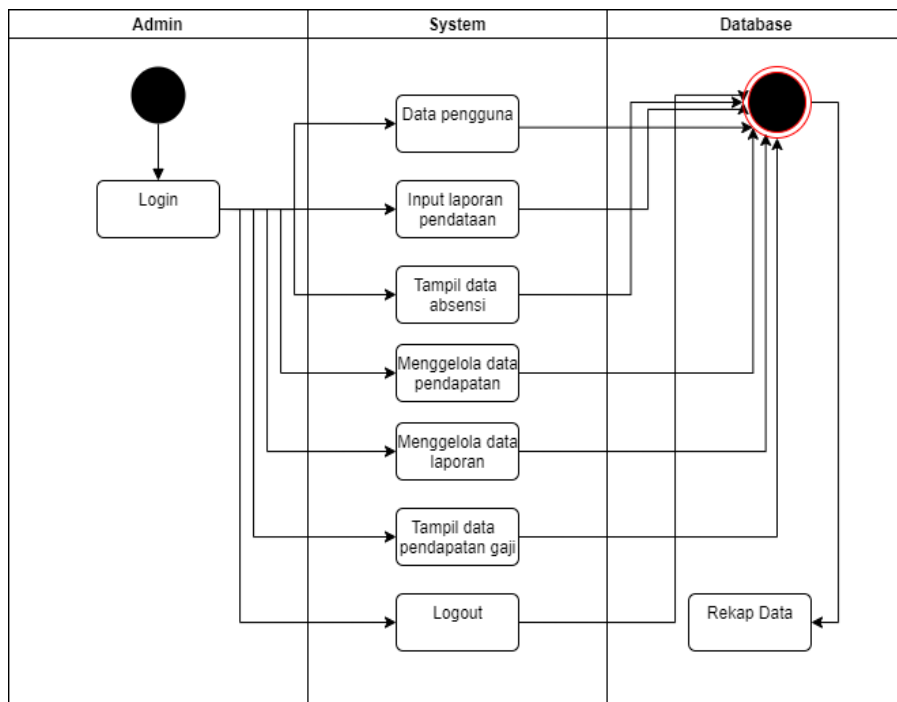 Admin
System
Database
Data pengguna
Login
Input laporan
pendataan
Tampil data
absensi
Menggelola data
pendapatan
Menggelola data
laporan
Tampil data
pendapatan gaji
Logout
Rekap Data